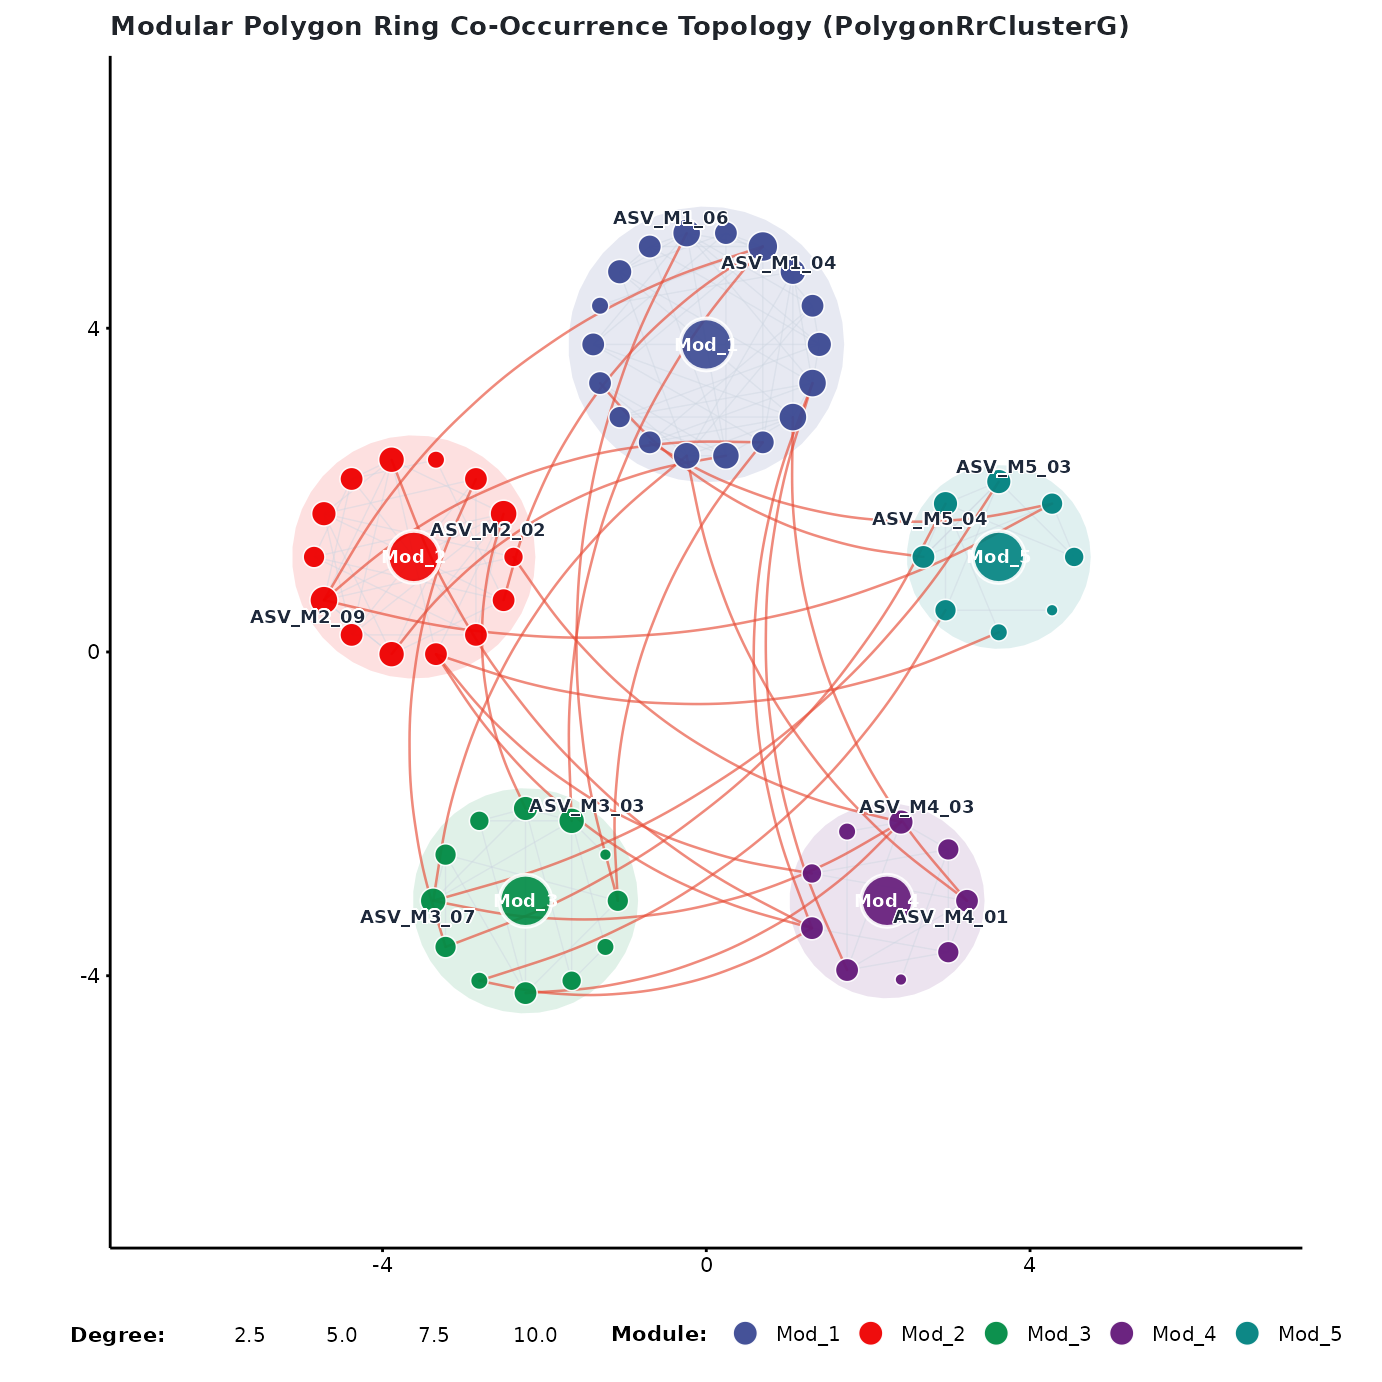 Modular Polygon Ring Co-Occurrence Topology (PolygonRrClusterG)
ASV_M1_06
ASV_M1_04
4
Mod_1
ASV_M5_03
ASV_M5_04
ASV_M2_02
Mod_2
Mod_5
ASV_M2_09
0
ASV_M3_03
ASV_M4_03
Mod_3
Mod_4
ASV_M3_07
ASV_M4_01
-4
-4 0 4
Degree: 2.5 5.0 7.5 10.0 Module: Mod_1 Mod_2 Mod_3 Mod_4 Mod_5